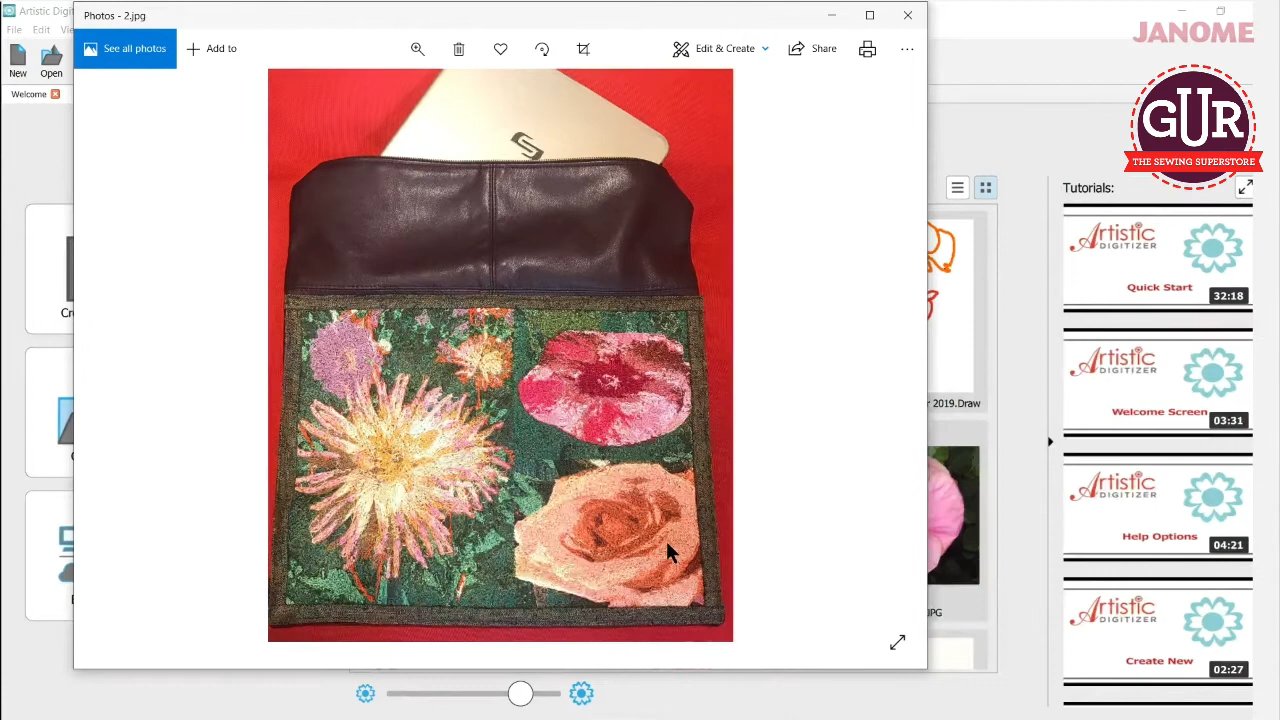 Artistic Digi
Photos - 2.jpg
JANOME
File Edit
See all photos
Add to
Edit & Create
Share
New Open
Welcome
GUR
THE SEWING SUPERSTORE
Tutorials:
S
Artistic
DIGITIZER
Quick Start
32:18
Artistic
DIGITIZER
Welcome Screen
03:31
r 2019.Draw
Artistic
DIGITIZER
Help Options
04:21
JPG
Artistic
DIGITIZER
Create New
02:27